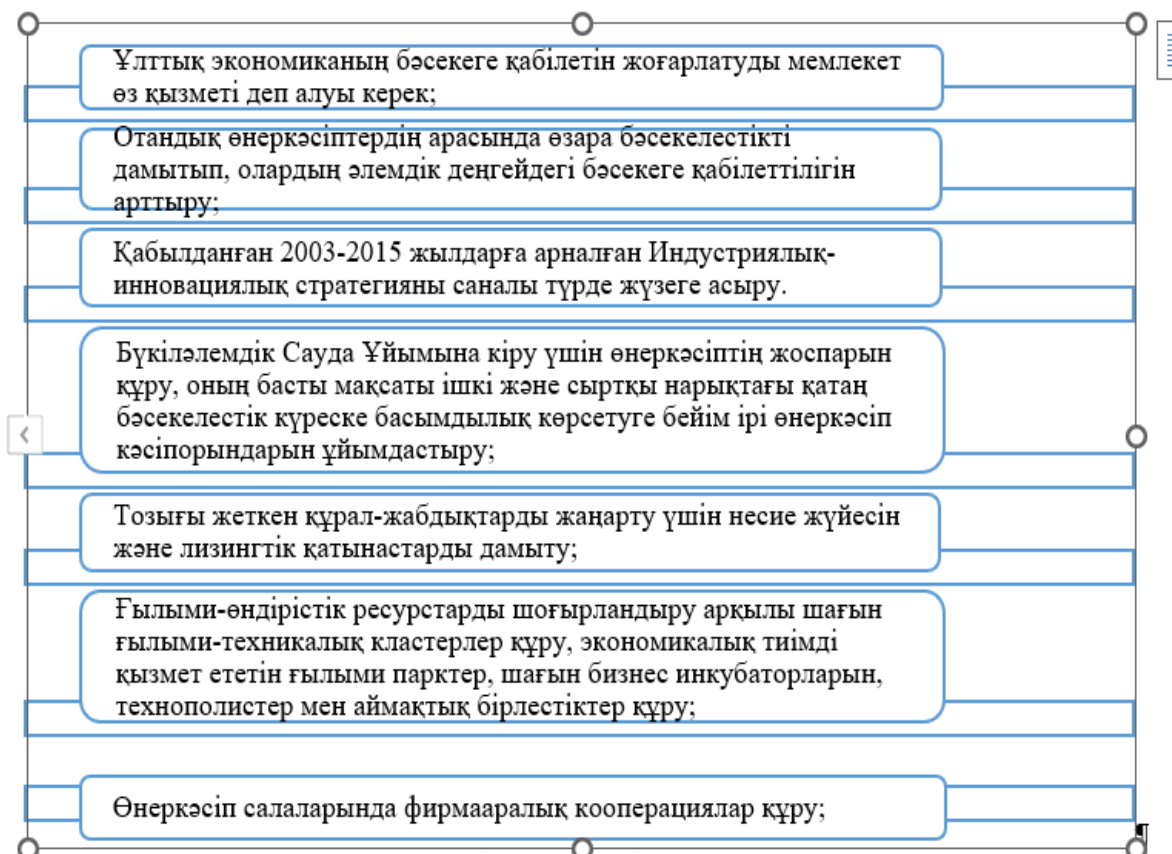 Ұлттық экономиканың бәсекеге қабілетін жоғарлатуды мемлекет
өз қызметі деп алуы керек;
Отандық өнеркәсіптердің арасында өзара бәсекелестікті
дамытып, олардың әлемдік деңгейдегі бәсекеге қабілеттілігін
арттыру;
Қабылданған 2003-2015 жылдарға арналған Индустриялық-
инновациялық стратегияны саналы түрде жүзеге асыру.
Бүкіләлемдік Сауда Ұйымына кіру үшін өнеркәсіптің жоспарын
құру, оның басты мақсаты ішкі және сыртқы нарықтағы қатаң
бәсекелестік күреске басымдылық көрсетуге бейім ірі өнеркәсіп
кәсіпорындарын ұйымдастыру;
Тозығы жеткен құрал-жабдықтарды жаңарту үшін несие жүйесін
және лизингтік қатынастарды дамыту;
Ғылыми-өндірістік ресурстарды шоғырландыру арқылы шағын
ғылыми-техникалық кластерлер құру, экономикалық тиімді
қызмет ететін ғылыми парктер, шағын бизнес инкубаторларын,
технополистер мен аймақтық бірлестіктер құру;
Өнеркәсіп салаларында фирмааралық кооперациялар құру;